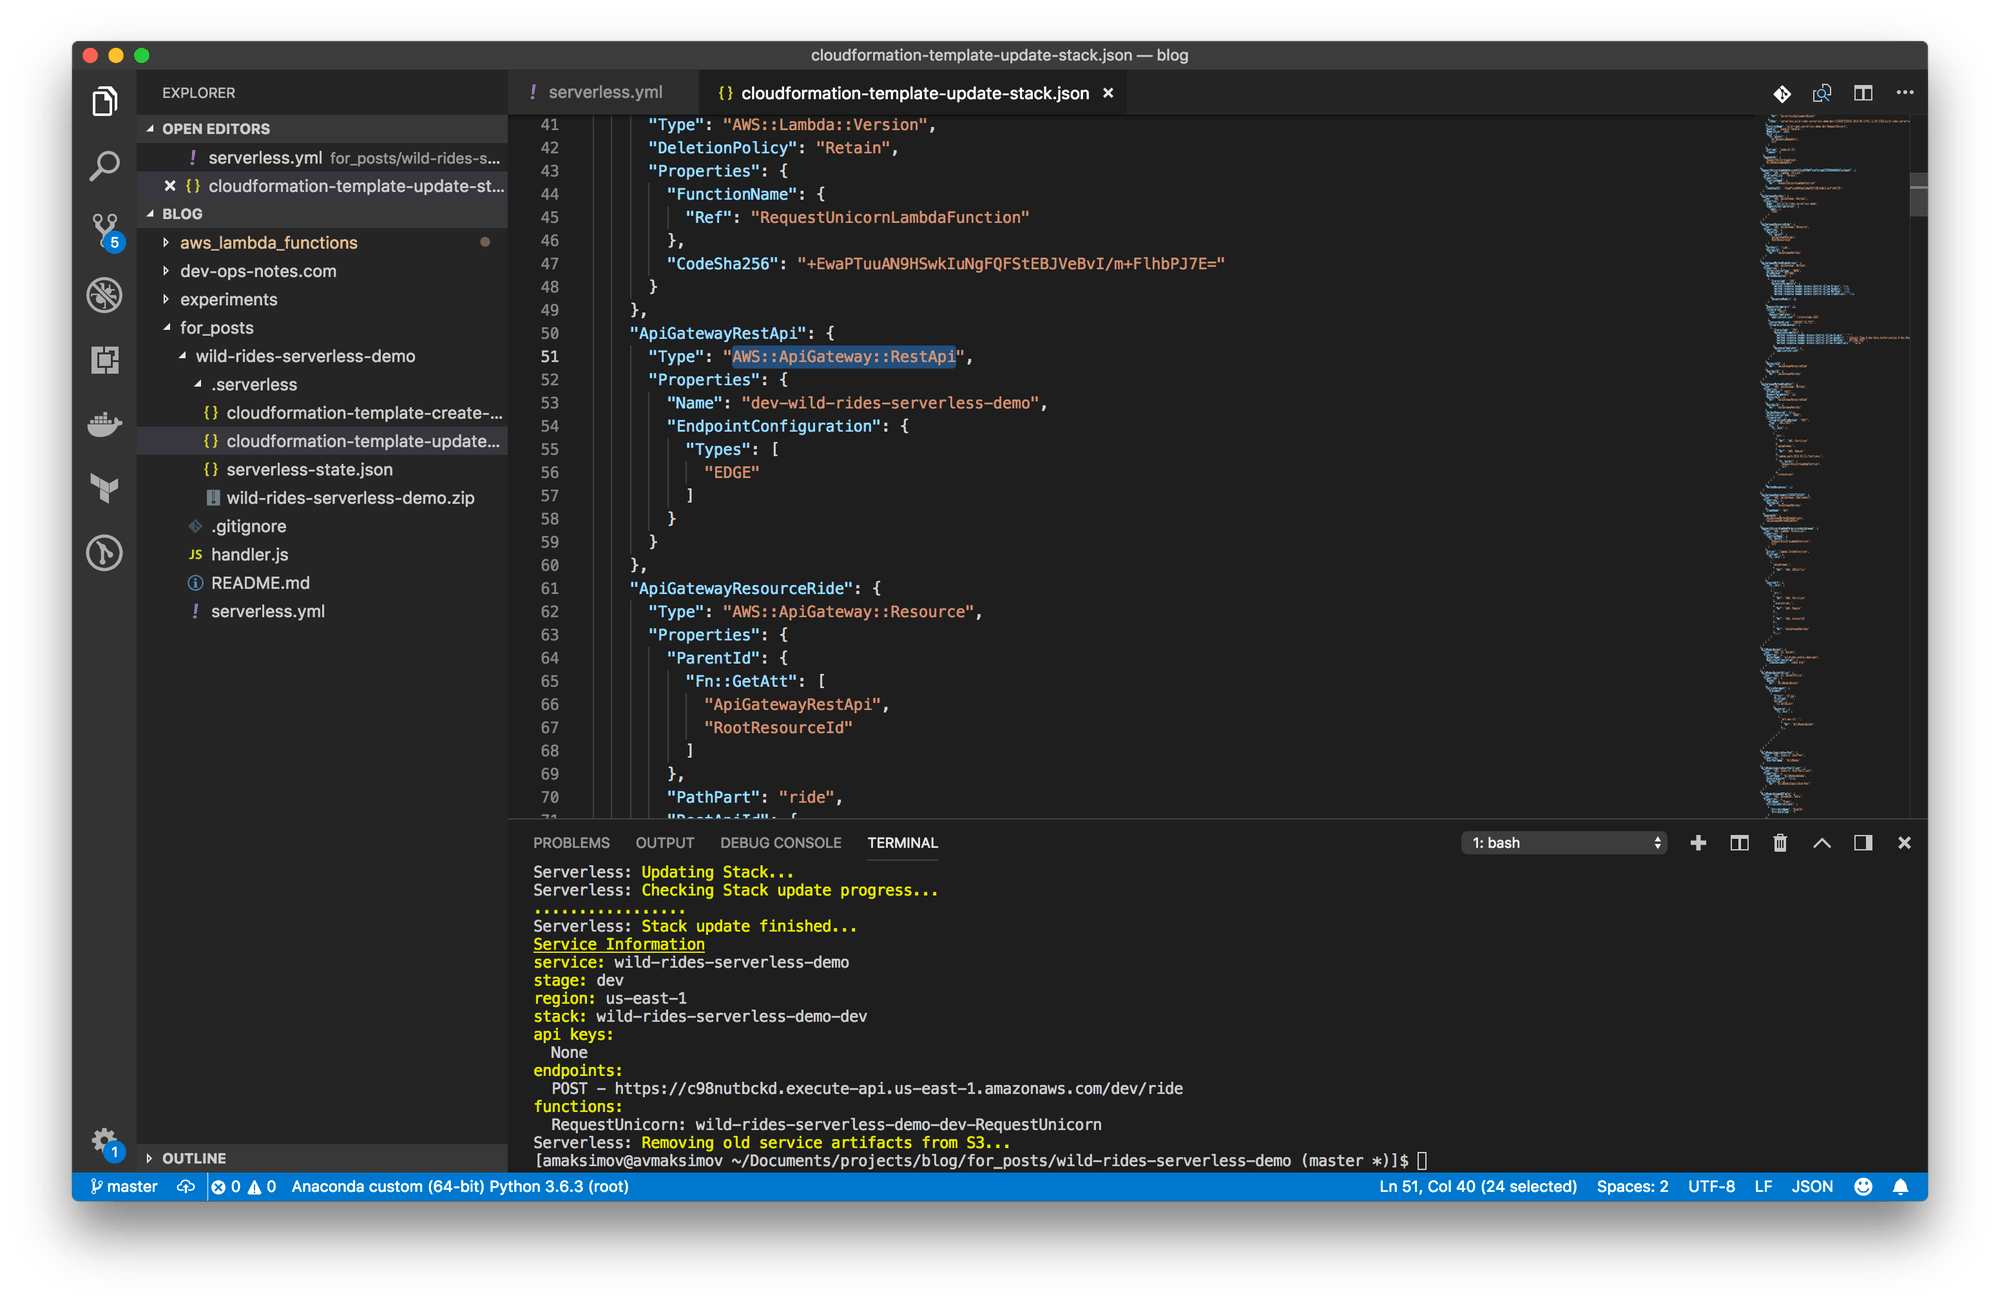 cloudformation-template-update-stack.json — blog
EXPLORER
OPEN EDITORS
! serverless.yml for_posts/wild-rides-s...
{} cloudformation-template-update-st...
BLOG
aws_lambda_functions
dev-ops-notes.com
experiments
for_posts
wild-rides-serverless-demo
.serverless
{} cloudformation-template-create-...
{} cloudformation-template-update...
{} serverless-state.json
wild-rides-serverless-demo.zip
.gitignore
JS handler.js
README.md
! serverless.yml
OUTLINE
5
1
! serverless.yml
{} cloudformation-template-update-stack.json ×
41 "Type": "AWS::Lambda::Version",
42 "DeletionPolicy": "Retain",
43 "Properties": {
44 "FunctionName": {
45 "Ref": "RequestUnicornLambdaFunction"
46 },
47 "CodeSha256": "+EwaPTuuAN9HSwkIuNgFQFStEBJVeBvI/m+FlhbPJ7E="
48 }
49 },
50 "ApiGatewayRestApi": {
51 "Type": "AWS::ApiGateway::RestApi",
52 "Properties": {
53 "Name": "dev-wild-rides-serverless-demo",
54 "EndpointConfiguration": {
55 "Types": [
56 "EDGE"
57 ]
58 }
59 }
60 },
61 "ApiGatewayResourceRide": {
62 "Type": "AWS::ApiGateway::Resource",
63 "Properties": {
64 "ParentId": {
65 "Fn::GetAtt": [
66 "ApiGatewayRestApi",
67 "RootResourceId"
68 ]
69 },
70 "PathPart": "ride",
71 "RestApiId": {
PROBLEMS OUTPUT DEBUG CONSOLE TERMINAL 1: bash
Serverless: Updating Stack...
Serverless: Checking Stack update progress...
.................
Serverless: Stack update finished...
Service Information
service: wild-rides-serverless-demo
stage: dev
region: us-east-1
stack: wild-rides-serverless-demo-dev
api keys:
None
endpoints:
POST - https://c98nutbckd.execute-api.us-east-1.amazonaws.com/dev/ride
functions:
RequestUnicorn: wild-rides-serverless-demo-dev-RequestUnicorn
Serverless: Removing old service artifacts from S3...
[amaksimov@avmaksimov ~/Documents/projects/blog/for_posts/wild-rides-serverless-demo (master *)]$
master 0 0 Anaconda custom (64-bit) Python 3.6.3 (root) Ln 51, Col 40 (24 selected) Spaces: 2 UTF-8 LF JSON